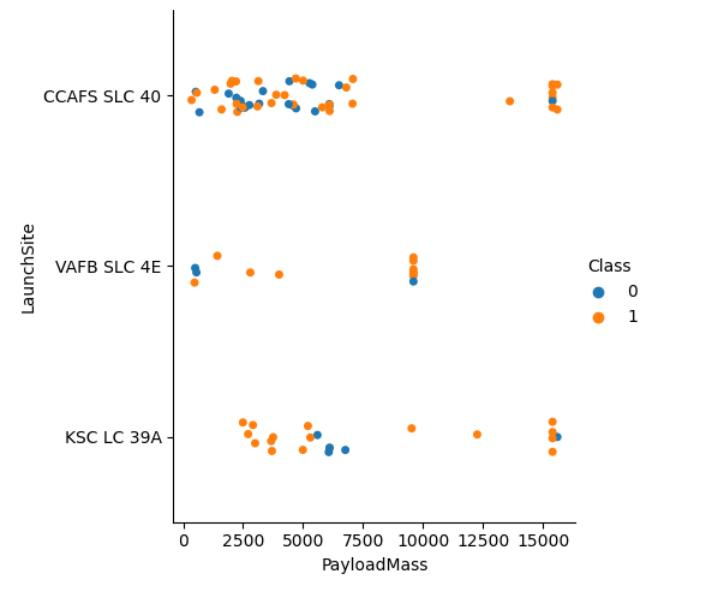 CCAFS SLC 40
VAFB SLC 4E
KSC LC 39A
LaunchSite
0 2500 5000 7500 10000 12500 15000
PayloadMass
Class
0
1